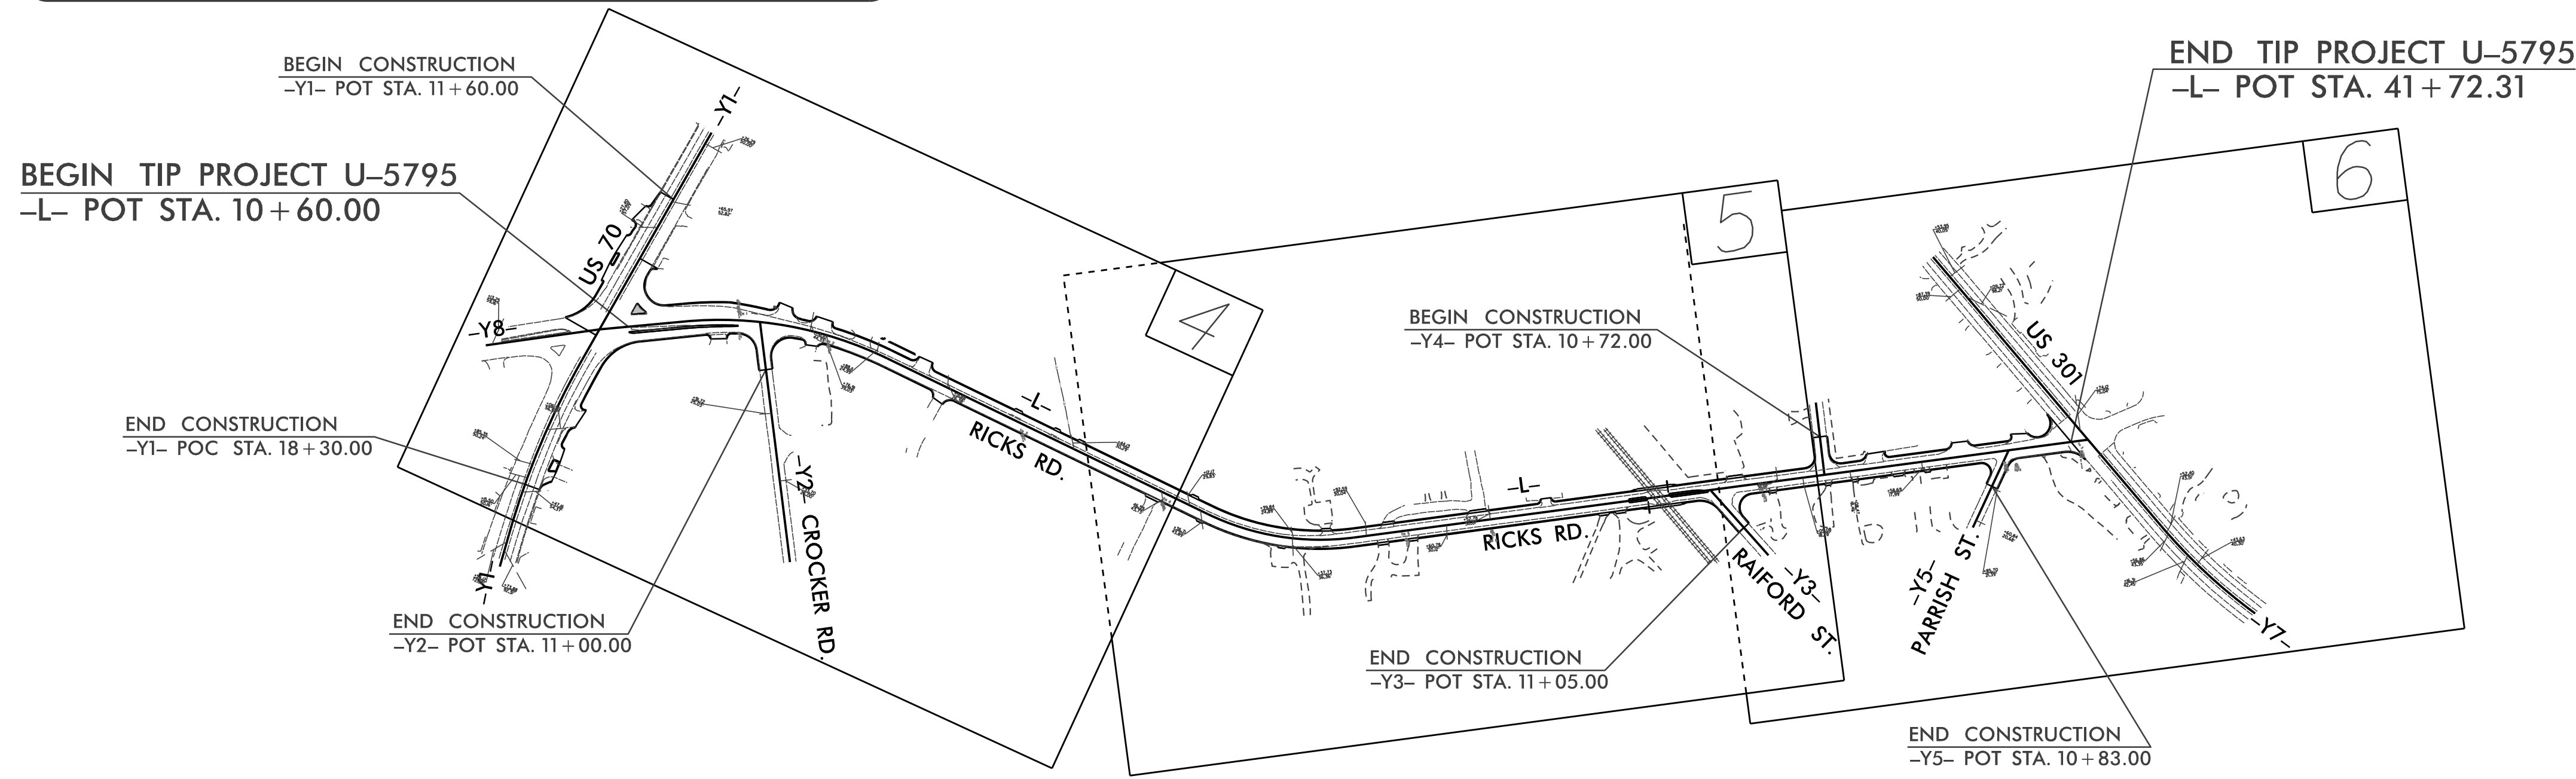 BEGIN CONSTRUCTION
–Y1– POT STA. 11+60.00
BEGIN TIP PROJECT U–5795
–L– POT STA. 10+60.00
END TIP PROJECT U–5795
–L– POT STA. 41+72.31
–Y1–
US 70
–Y8–
4
5
6
END CONSTRUCTION
–Y1– POC STA. 18+30.00
–L–
RICKS RD.
BEGIN CONSTRUCTION
–Y4– POT STA. 10+72.00
US 301
–Y2– CROCKER RD.
–L–
RICKS RD.
–Y1–
END CONSTRUCTION
–Y2– POT STA. 11+00.00
–Y3–
RAIFORD ST.
–Y5–
PARRISH ST.
–Y7–
END CONSTRUCTION
–Y3– POT STA. 11+05.00
END CONSTRUCTION
–Y5– POT STA. 10+83.00